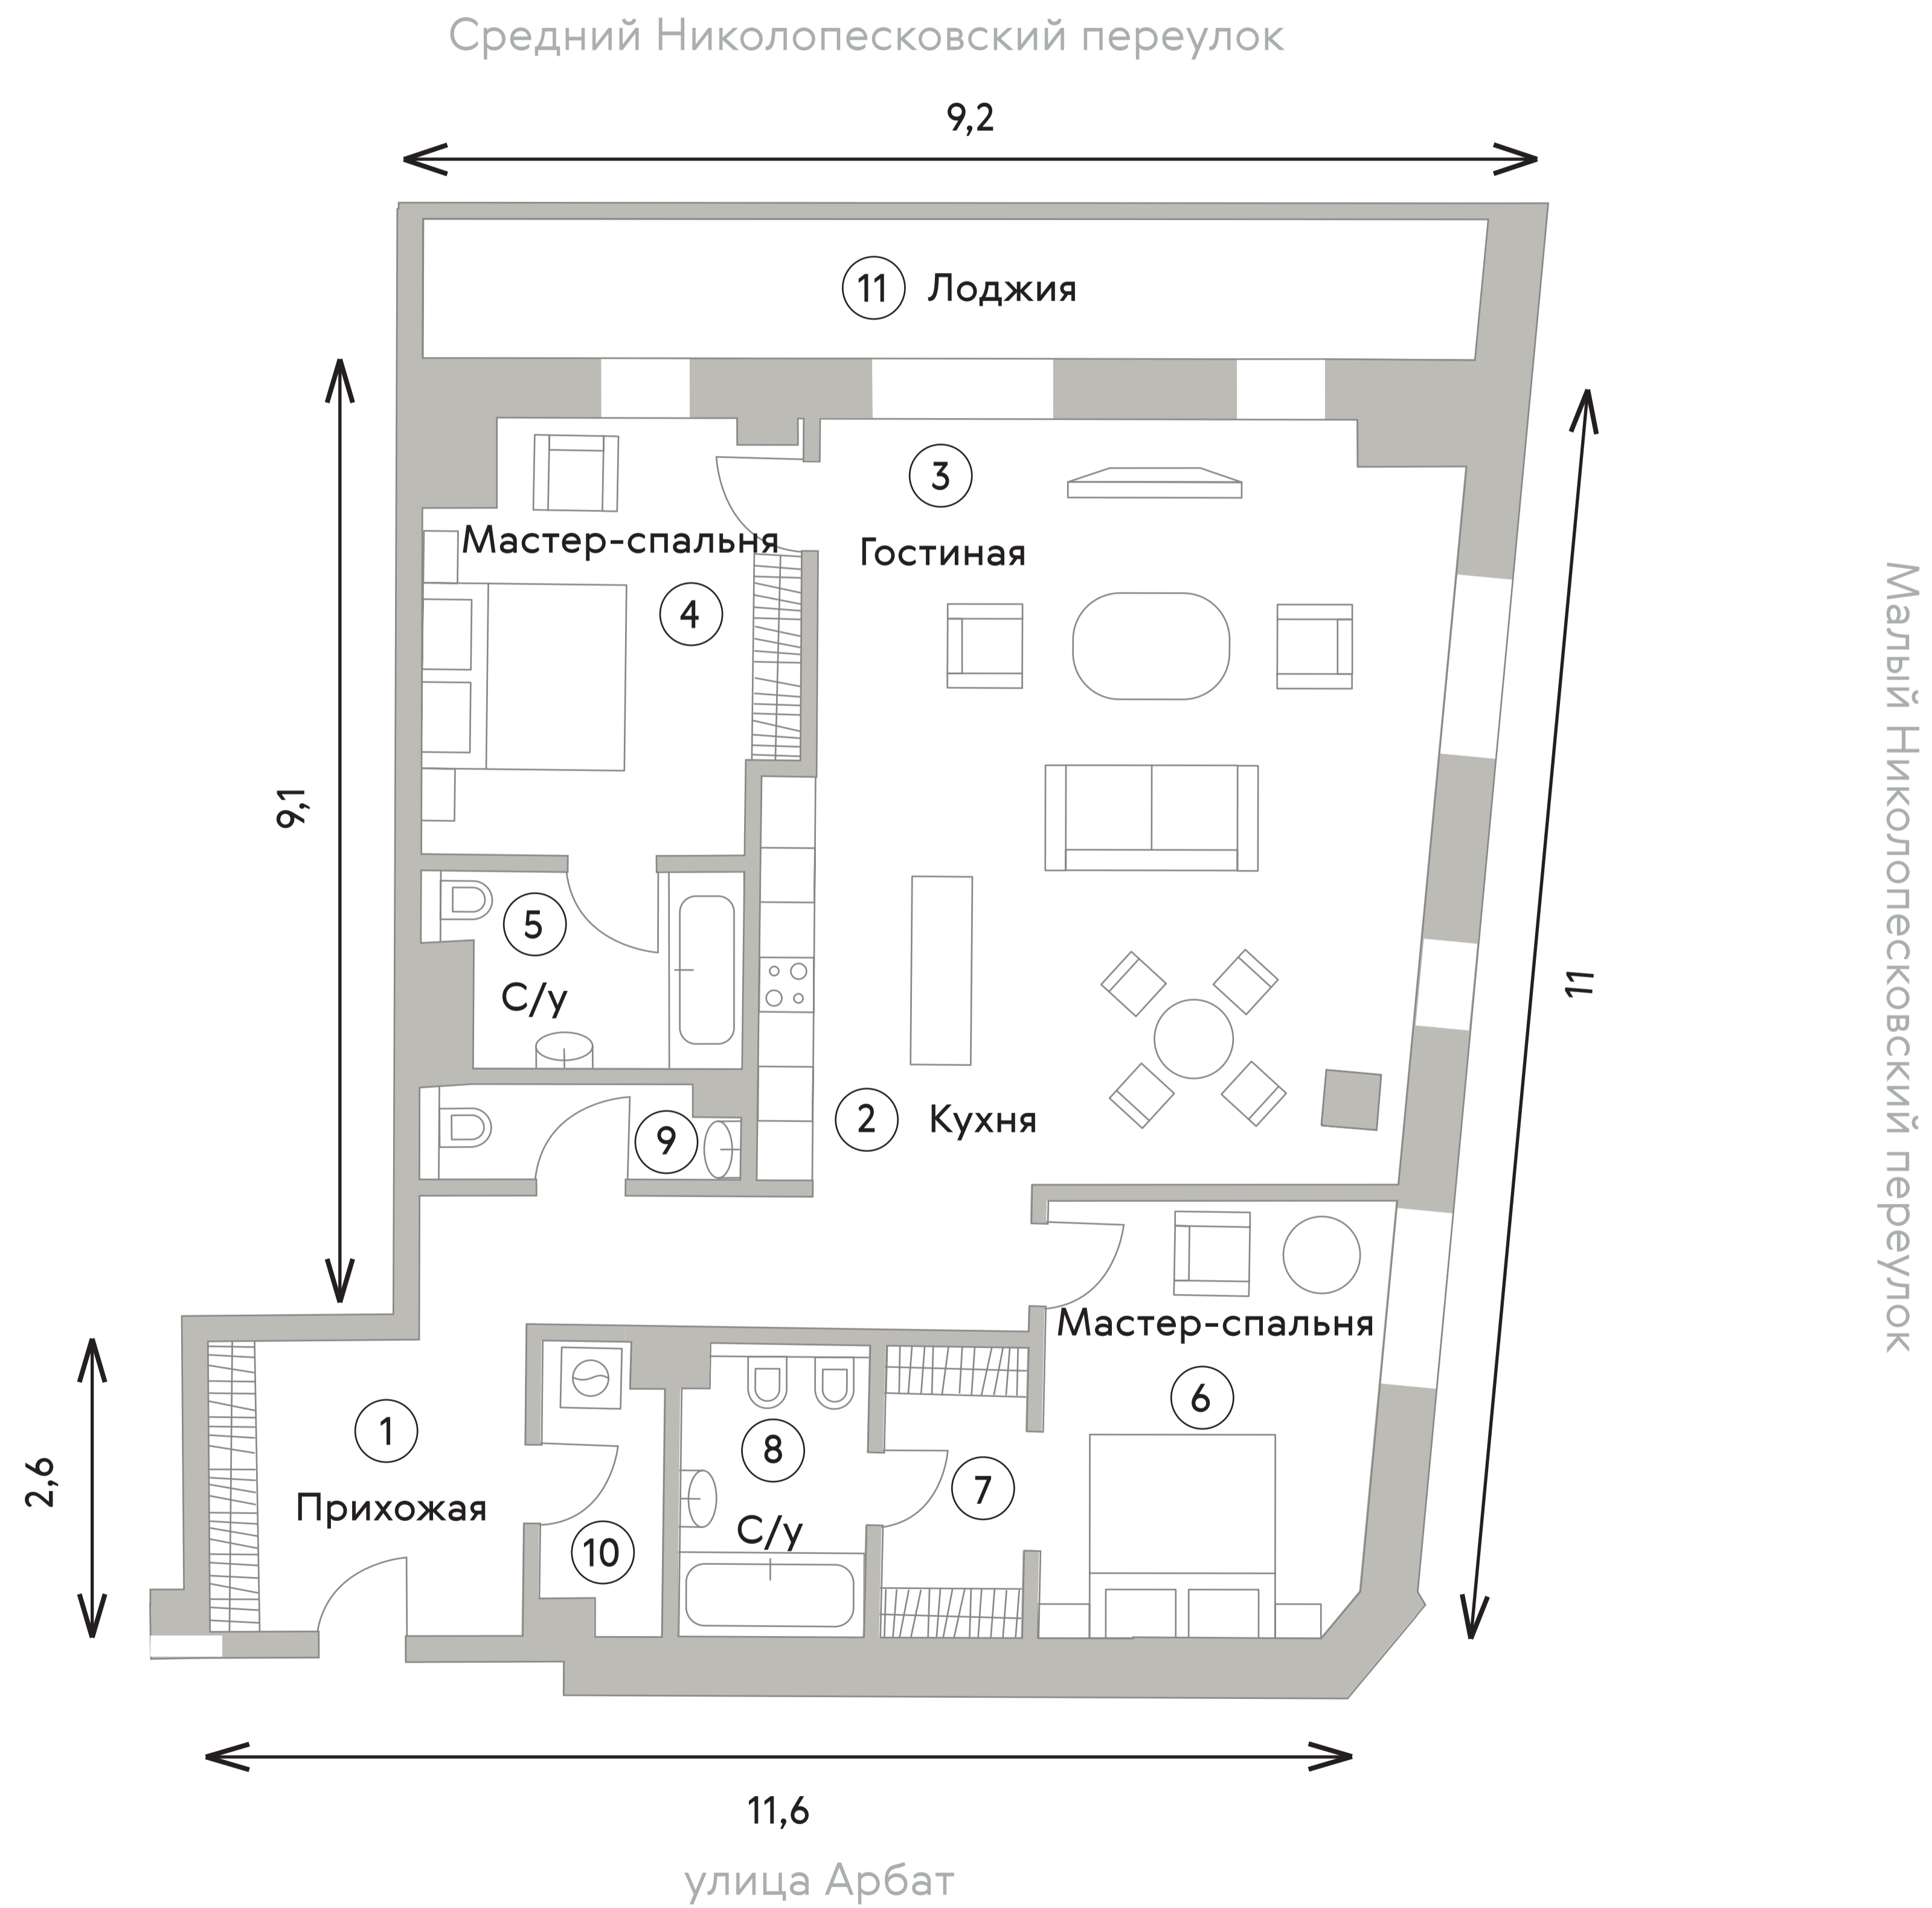 Средний Николопесковский переулок
9,2
11 Лоджия
3
Гостиная
Мастер-спальня
4
9,1
Малый Николопесковский переулок
5
С/у
11
2 Кухня
9
Мастер-спальня
6
1
8
7
2,6
Прихожая
С/у
10
11,6
улица Арбат